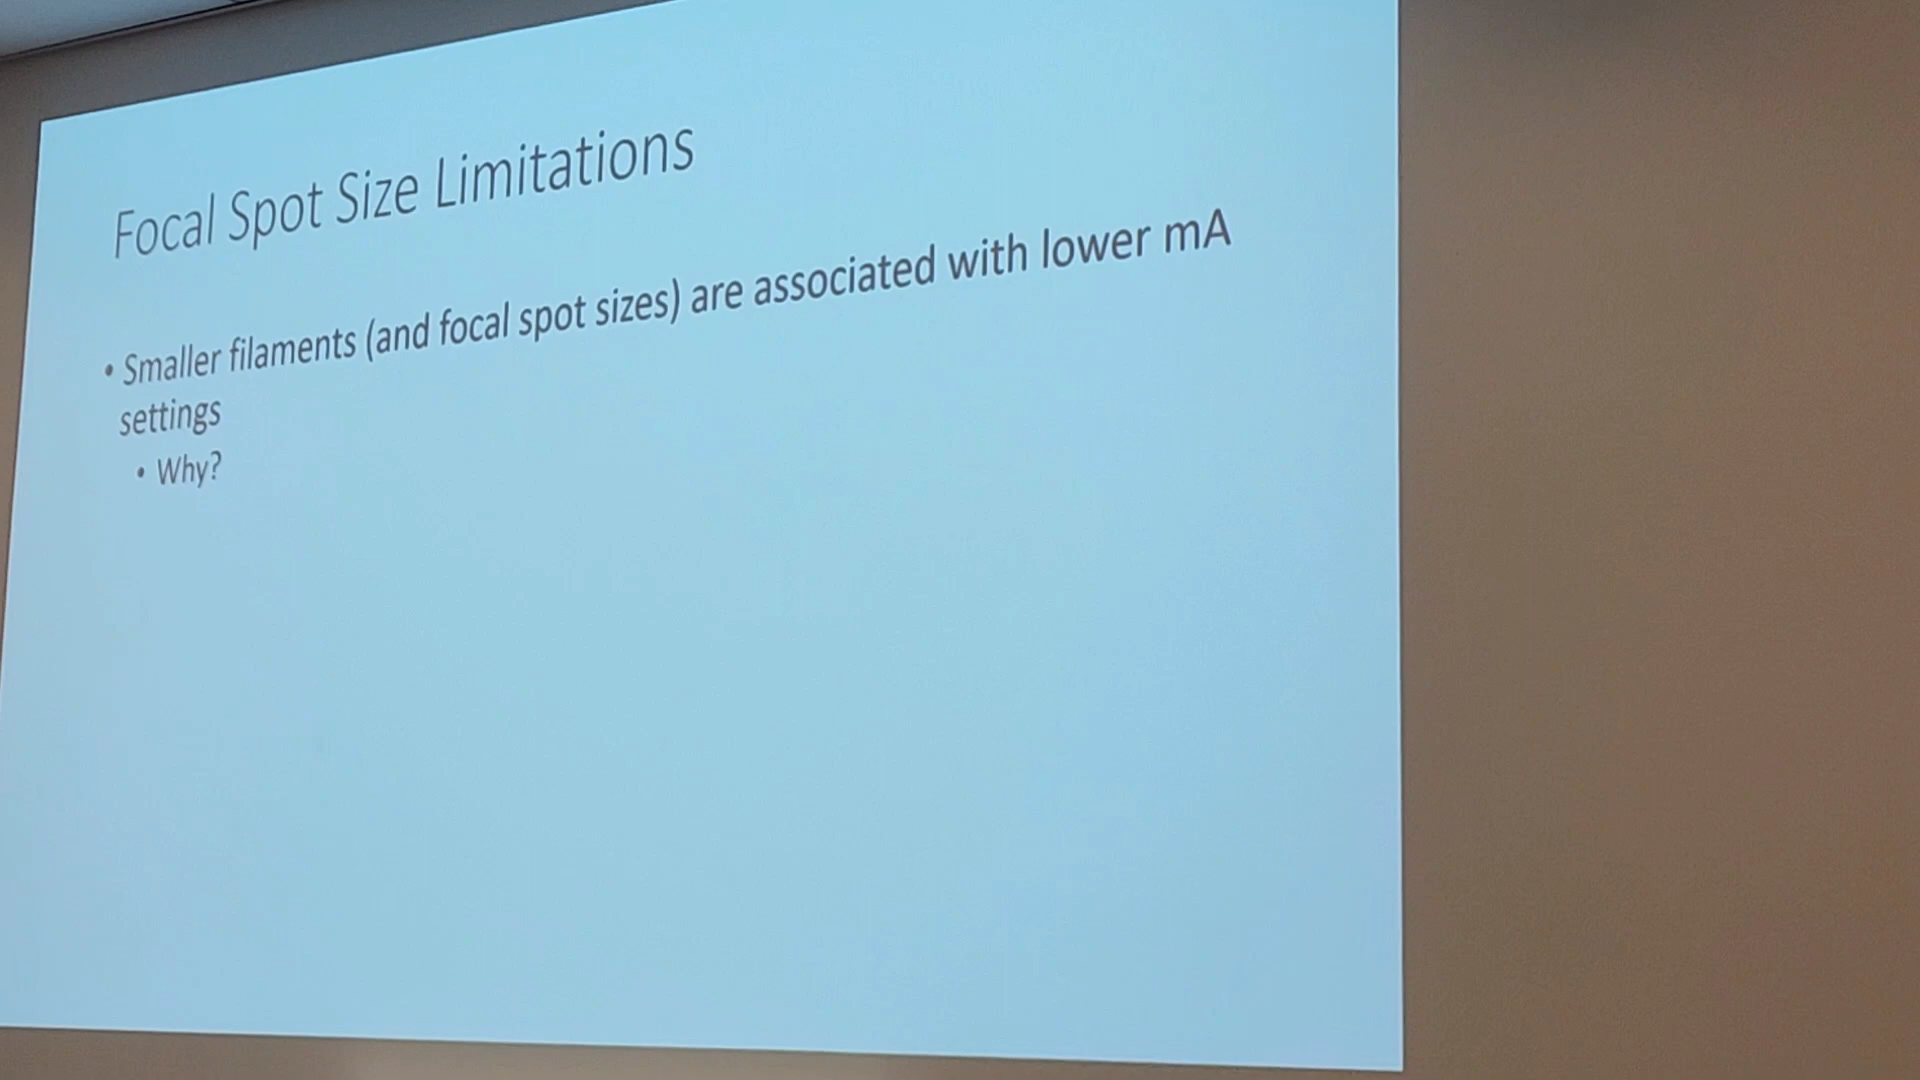 Focal Spot Size Limitations
• Smaller filaments (and focal spot sizes) are associated with lower mA
settings
• Why?